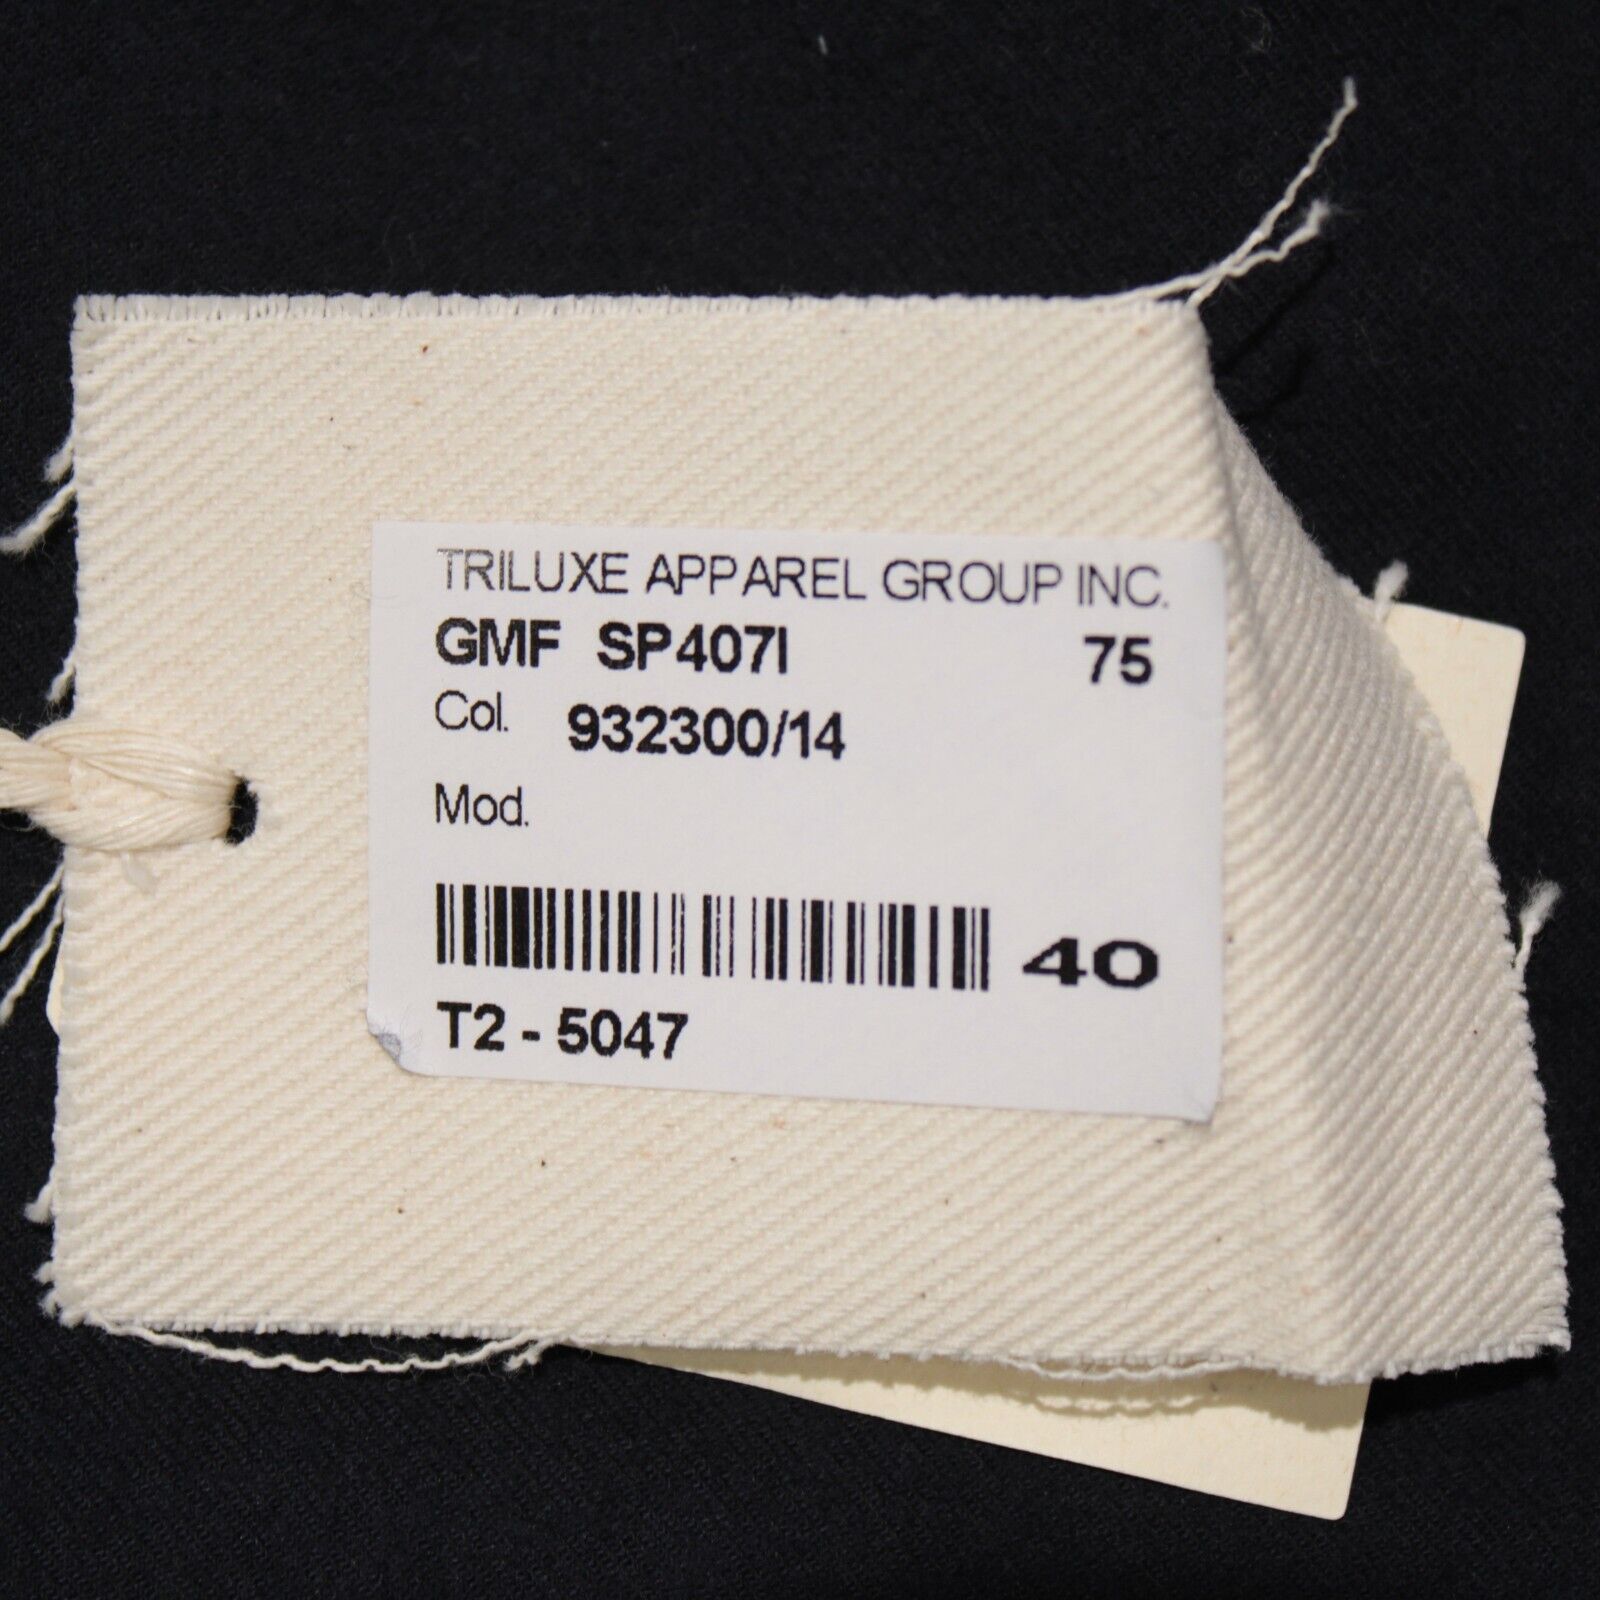 TRILUXE APPAREL GROUP INC.
GMF SP407I 75
Col. 932300/14
Mod.
40
T2 - 5047